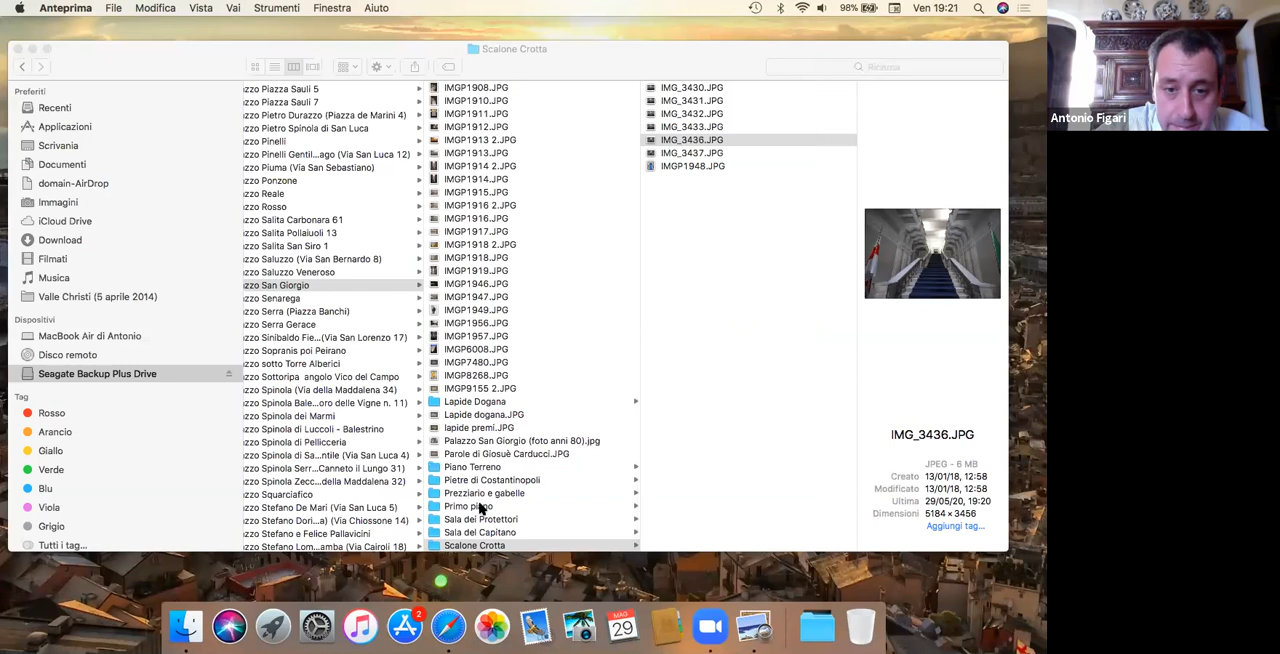 Anteprima File Modifica Vista Vai Strumenti Finestra Aiuto 98% Ven 19:21
Scalone Crotta
Ricerca
Preferiti
Recenti
Applicazioni
Scrivania
Documenti
domain-AirDrop
Immagini
iCloud Drive
Download
Filmati
Musica
Valle Christi (5 aprile 2014)
Dispositivi
MacBook Air di Antonio
Disco remoto
Seagate Backup Plus Drive
Tag
Rosso
Arancio
Giallo
Verde
Blu
Viola
Grigio
Tutti i tag...
zzo Piazza Sauli 5
zzo Piazza Sauli 7
zzo Pietro Durazzo (Piazza de Marini 4)
zzo Pietro Spinola di San Luca
zzo Pinelli
zzo Pinelli Gentil...ago (Via San Luca 12)
zzo Piuma (Via San Sebastiano)
zzo Ponzone
zzo Reale
zzo Rosso
zzo Salita Carbonara 61
zzo Salita Pollaiuoli 13
zzo Salita San Siro 1
zzo Saluzzo (Via San Bernardo 8)
zzo Saluzzo Veneroso
zzo San Giorgio
zzo Senarega
zzo Serra (Piazza Banchi)
zzo Serra Gerace
zzo Sinibaldo Fie...(Via San Lorenzo 17)
zzo Sopranis poi Peirano
zzo sotto Torre Alberici
zzo Sottoripa angolo Vico del Campo
zzo Spinola (Via della Maddalena 34)
zzo Spinola Bale...oro delle Vigne n. 11)
zzo Spinola dei Marmi
zzo Spinola di Luccoli - Balestrino
zzo Spinola di Pellicceria
zzo Spinola di Sa...ntile (Via San Luca 4)
zzo Spinola Serr...Canneto il Lungo 31)
zzo Spinola Zecc...della Maddalena 32)
zzo Squarciafico
zzo Stefano De Mari (Via San Luca 5)
zzo Stefano Dori...a) (Via Chiossone 14)
zzo Stefano e Felice Pallavicini
zzo Stefano Lom...amba (Via Cairoli 18)
IMGP1908.JPG
IMGP1910.JPG
IMGP1911.JPG
IMGP1912.JPG
IMGP1913 2.JPG
IMGP1913.JPG
IMGP1914 2.JPG
IMGP1914.JPG
IMGP1915.JPG
IMGP1916 2.JPG
IMGP1916.JPG
IMGP1917.JPG
IMGP1918 2.JPG
IMGP1918.JPG
IMGP1919.JPG
IMGP1946.JPG
IMGP1947.JPG
IMGP1949.JPG
IMGP1956.JPG
IMGP1957.JPG
IMGP6008.JPG
IMGP7480.JPG
IMGP8268.JPG
IMGP9155 2.JPG
Lapide Dogana
Lapide dogana.JPG
lapide premi.JPG
Palazzo San Giorgio (foto anni 80).jpg
Parole di Giosuè Carducci.JPG
Piano Terreno
Pietre di Costantinopoli
Prezziario e gabelle
Primo piano
Sala dei Protettori
Sala del Capitano
Scalone Crotta
IMG_3430.JPG
IMG_3431.JPG
IMG_3432.JPG
IMG_3433.JPG
IMG_3436.JPG
IMG_3437.JPG
IMGP1948.JPG
IMG_3436.JPG
JPEG - 6 MB
Creato 13/01/18, 12:58
Modificato 13/01/18, 12:58
Ultima 29/05/20, 19:20
Dimensioni 5184 × 3456
Aggiungi tag...
Antonio Figari
2
MAG
29